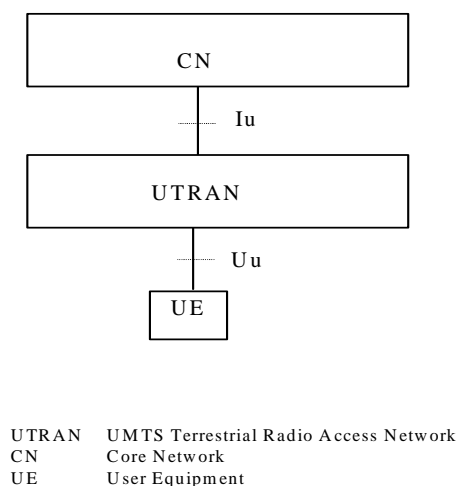 CN
Iu
UTRAN
Uu
UE
UTRAN UMTS Terrestrial Radio Access Network
CN Core Network
UE User Equipment